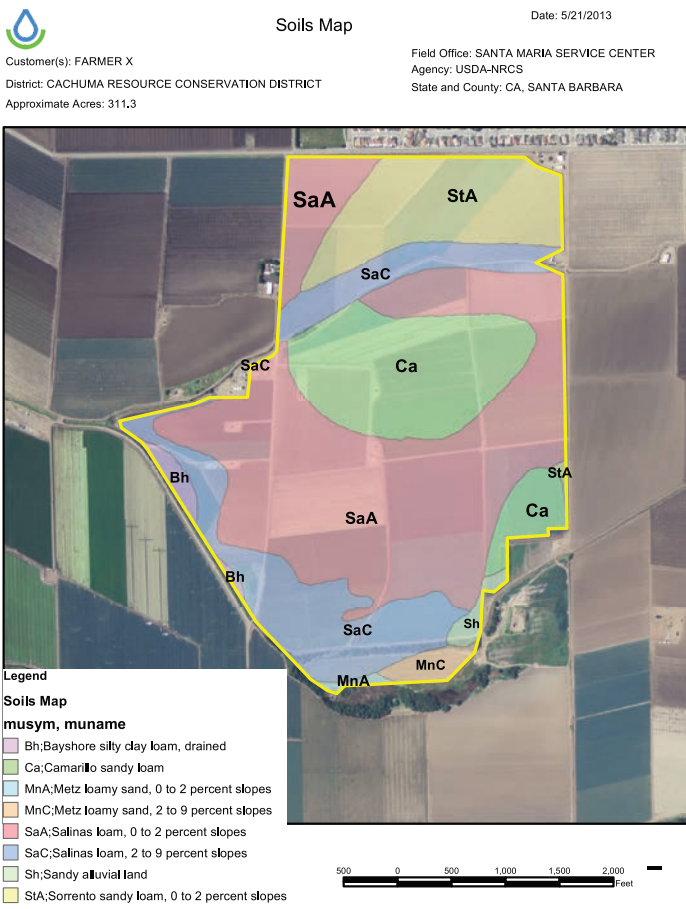 Soils Map
Date: 5/21/2013
Customer(s): FARMER X
District: CACHUMA RESOURCE CONSERVATION DISTRICT
Approximate Acres: 311.3
Field Office: SANTA MARIA SERVICE CENTER
Agency: USDA-NRCS
State and County: CA, SANTA BARBARA
SaA
StA
SaC
SaC
Ca
Bh
StA
Ca
SaA
Bh
Sh
SaC
MnC
MnA
Legend
Soils Map
musym, muname
Bh;Bayshore silty clay loam, drained
Ca;Camarillo sandy loam
MnA;Metz loamy sand, 0 to 2 percent slopes
MnC;Metz loamy sand, 2 to 9 percent slopes
SaA;Salinas loam, 0 to 2 percent slopes
SaC;Salinas loam, 2 to 9 percent slopes
Sh;Sandy alluvial land
StA;Sorrento sandy loam, 0 to 2 percent slopes
500 0 500 1,000 1,500 2,000
Feet